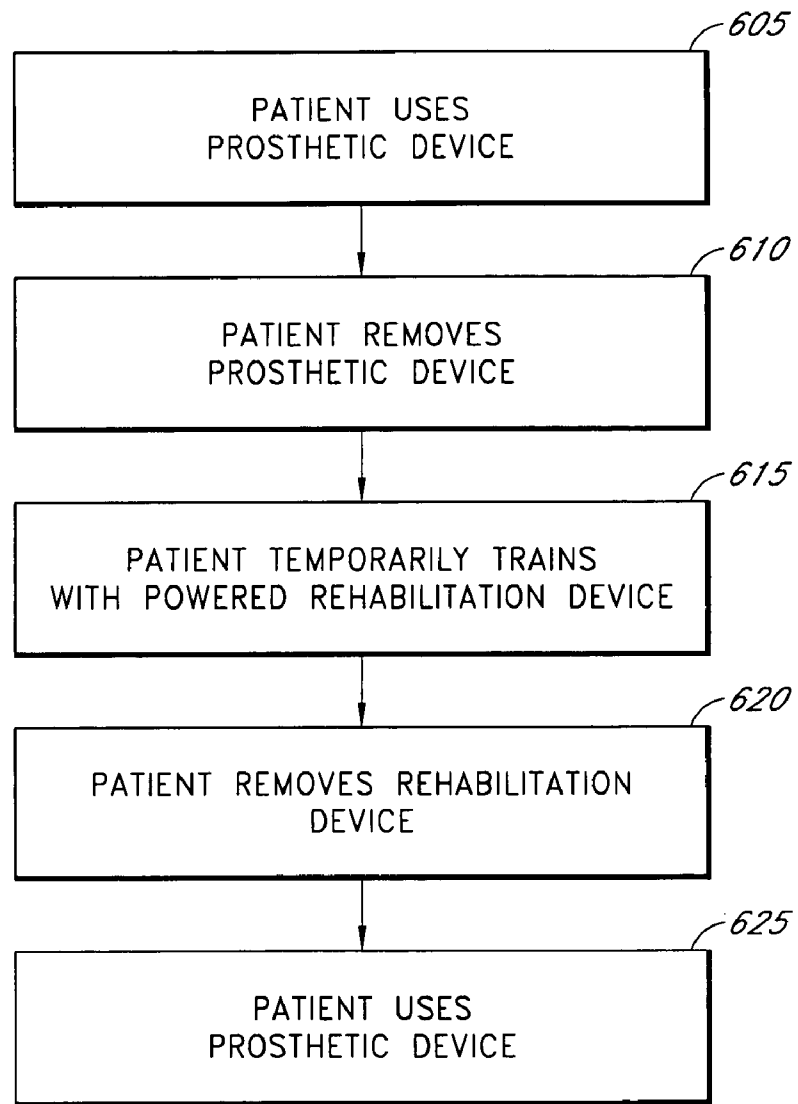 605
PATIENT USES
PROSTHETIC DEVICE
610
PATIENT REMOVES
PROSTHETIC DEVICE
615
PATIENT TEMPORARILY TRAINS
WITH POWERED REHABILITATION DEVICE
620
PATIENT REMOVES REHABILITATION
DEVICE
625
PATIENT USES
PROSTHETIC DEVICE